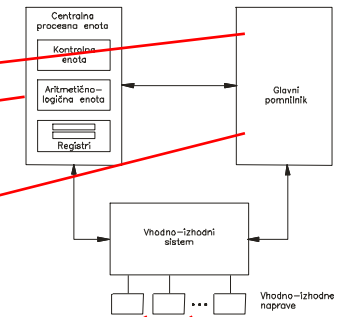 Centralna
procesna enota
Kontrolna
enota
Aritmetično-
logična enota
Registri
Glavni
pomnilnik
Vhodno-izhodni
sistem
Vhodno-izhodne
naprave